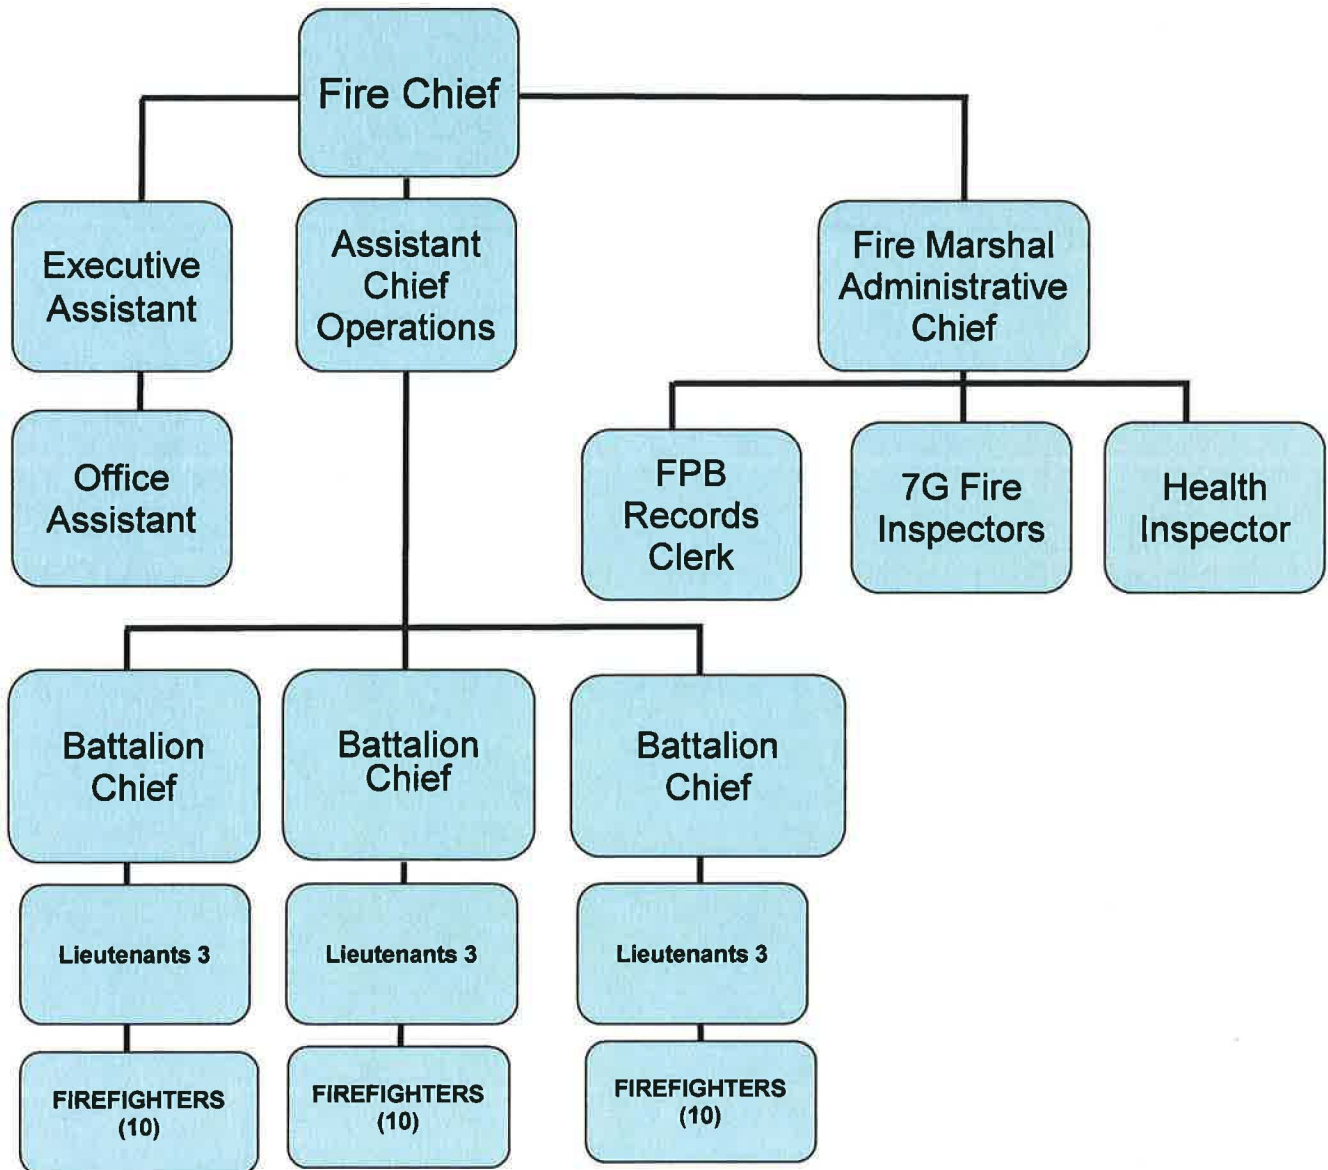 Fire Chief
Executive
Assistant
Assistant
Chief
Operations
Fire Marshal
Administrative
Chief
Office
Assistant
FPB
Records
Clerk
7G Fire
Inspectors
Health
Inspector
Battalion
Chief
Battalion
Chief
Battalion
Chief
Lieutenants 3
Lieutenants 3
Lieutenants 3
FIREFIGHTERS
(10)
FIREFIGHTERS
(10)
FIREFIGHTERS
(10)